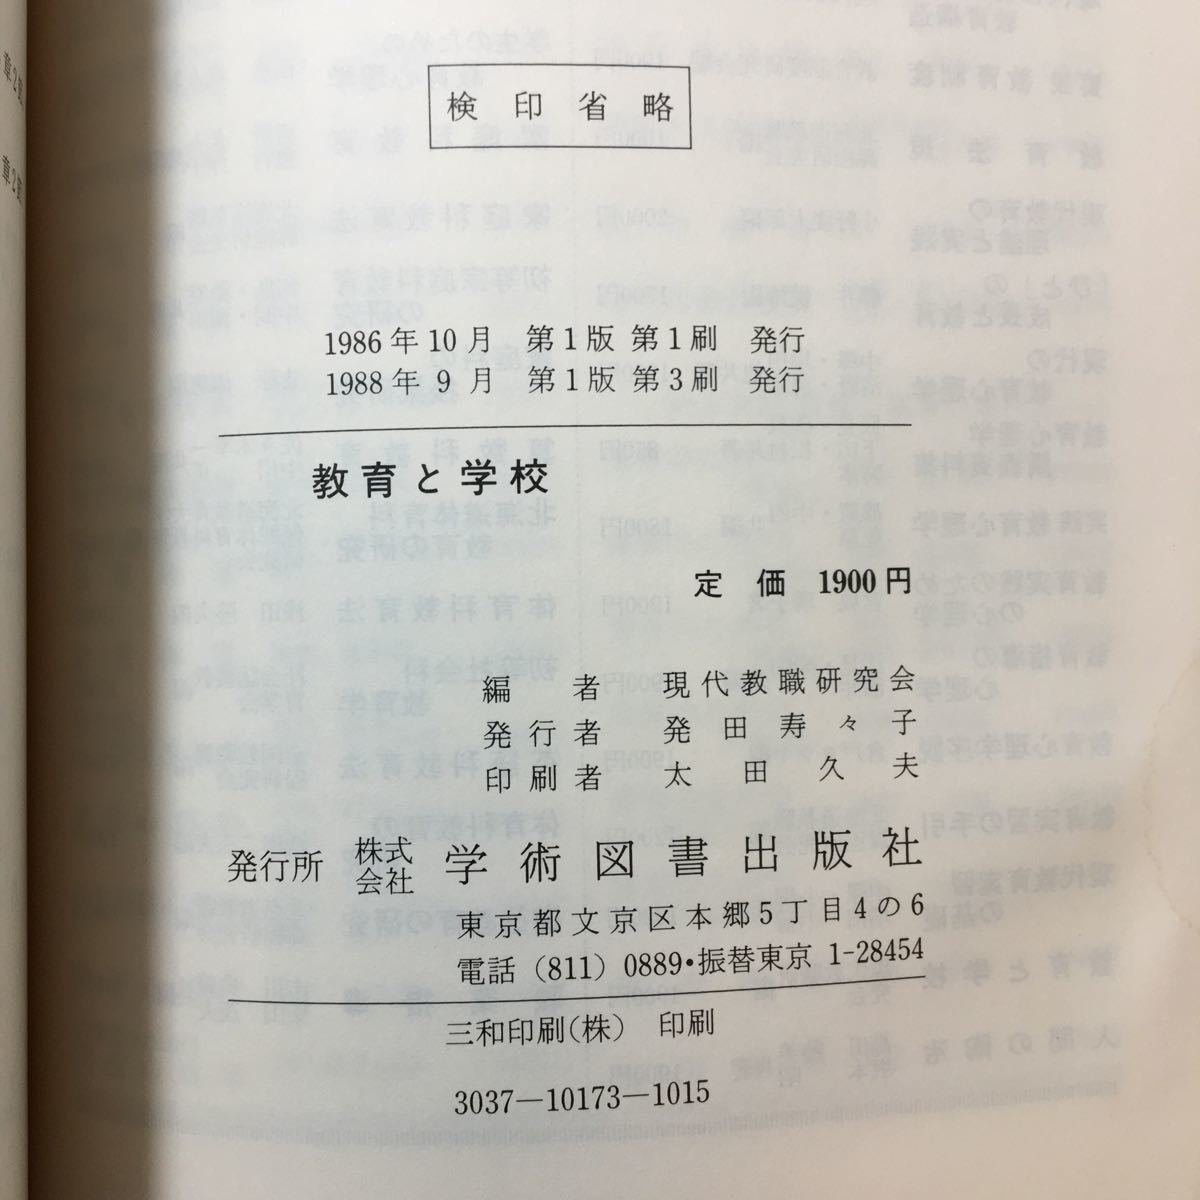 検印省略
1986年10月 第1版 第1刷 発行
1988年9月 第1版 第3刷 発行
教育と学校
定価 1900円
編者 現代教職研究会
発行者 発田寿々子
印刷者 太田久夫
発行所 株式会社 学術図書出版社
東京都文京区本郷5丁目4の6
電話(811)0889・振替東京1-28454
三和印刷(株) 印刷
3037—10173—1015